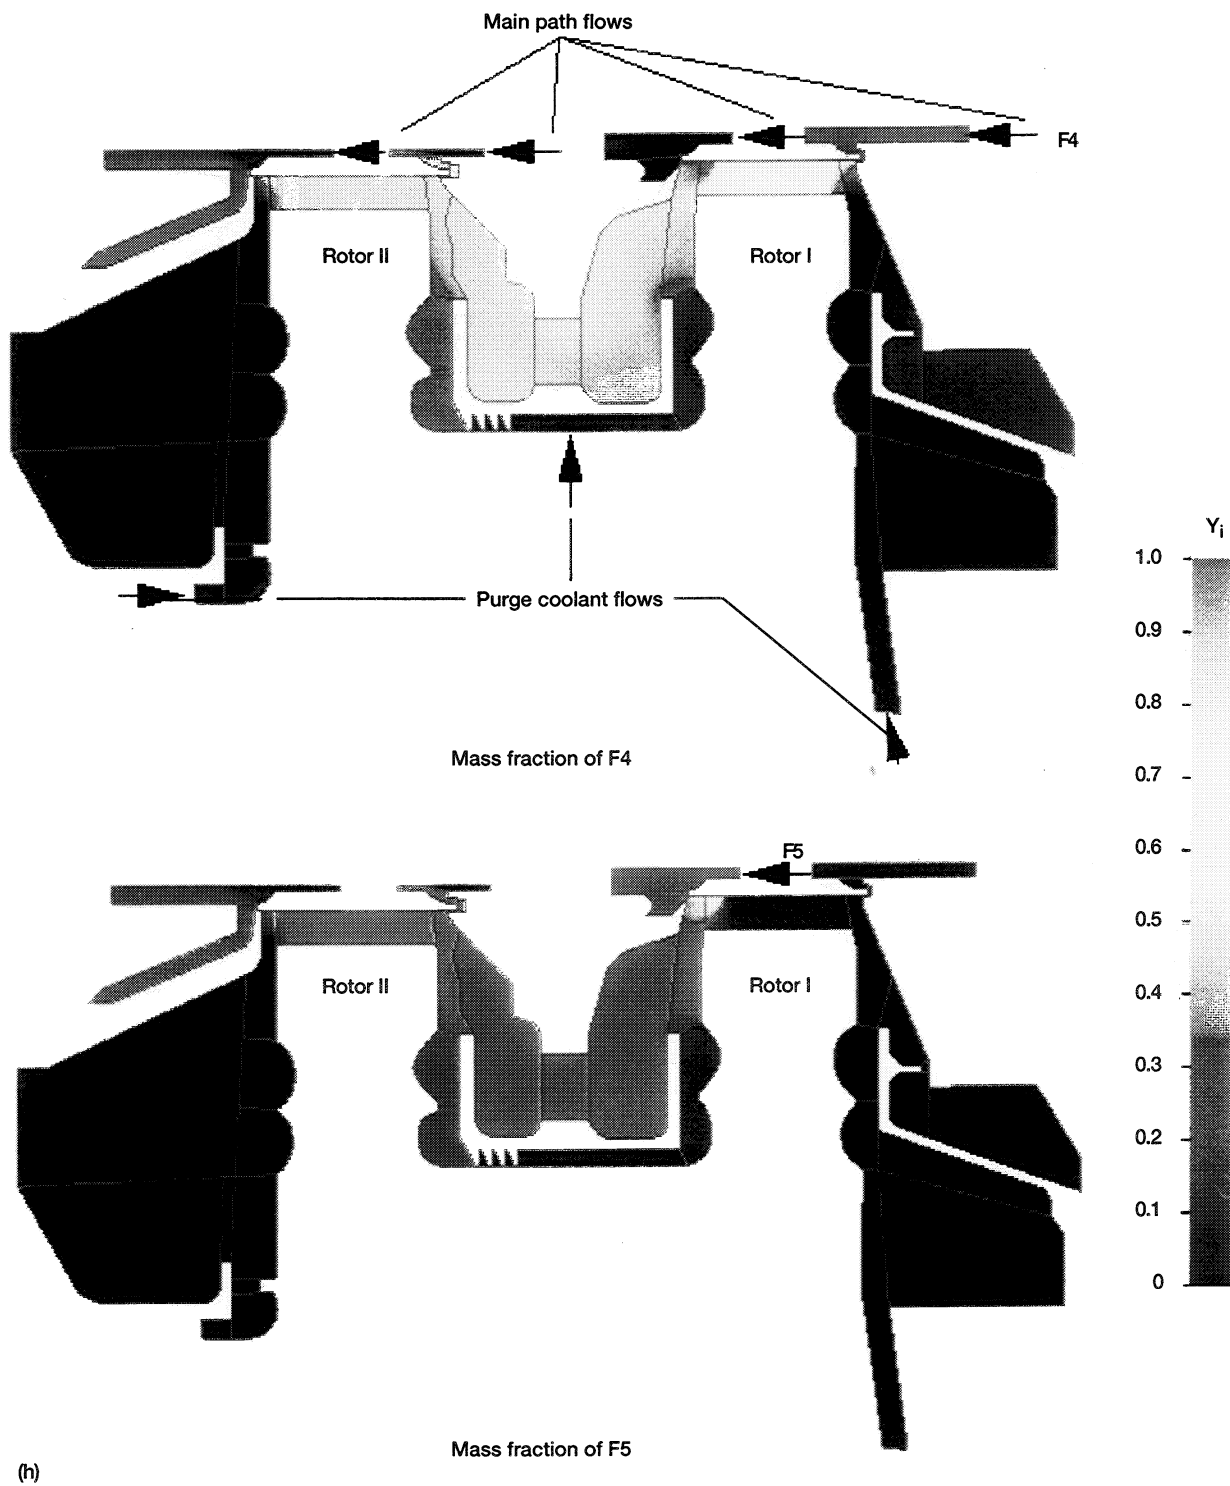 Main path flows
F4
Rotor II
Rotor I
Purge coolant flows
Mass fraction of F4
Y_i
1.0
0.9
0.8
0.7
0.6
0.5
0.4
0.3
0.2
0.1
0
F5
Rotor II
Rotor I
Mass fraction of F5
(h)